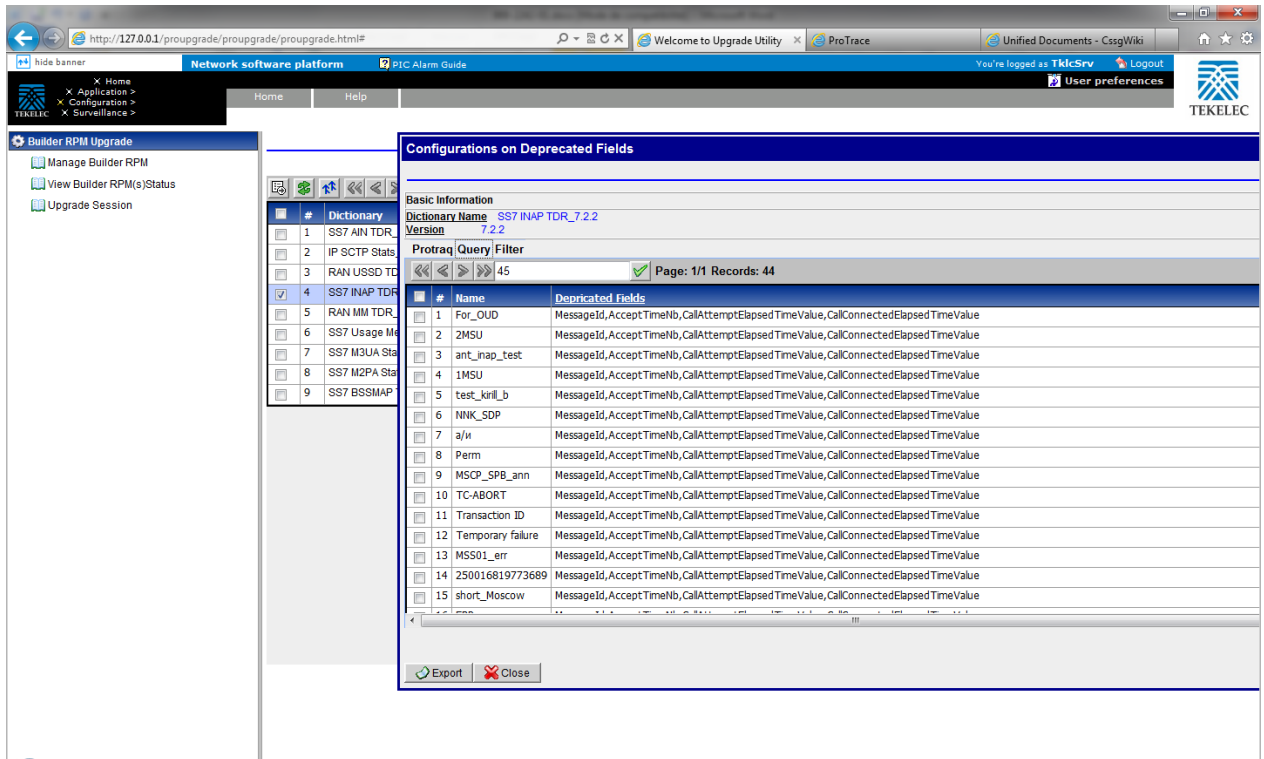 http://127.0.0.1/proupgrade/proupgrade/proupgrade.html#
Welcome to Upgrade Utility
ProTrace
Unified Documents - CssgWiki
hide banner
Network software platform
PIC Alarm Guide
You're logged as TklcSrv
Logout
Home
Application >
Configuration >
Surveillance >
TEKELEC
Home
Help
User preferences
TEKELEC
Builder RPM Upgrade
Manage Builder RPM
View Builder RPM(s)Status
Upgrade Session
# Dictionary
1 SS7 AIN TDR_
2 IP SCTP Stats_
3 RAN USSD TD
4 SS7 INAP TDR
5 RAN MM TDR_
6 SS7 Usage Me
7 SS7 M3UA Sta
8 SS7 M2PA Sta
9 SS7 BSSMAP
Configurations on Deprecated Fields
Basic Information
Dictionary Name SS7 INAP TDR_7.2.2
Version 7.2.2
Protraq Query Filter
45
Page: 1/1 Records: 44
# Name Depricated Fields
1 For_OUD MessageId,AcceptTimeNb,CallAttemptElapsedTimeValue,CallConnectedElapsedTimeValue
2 2MSU MessageId,AcceptTimeNb,CallAttemptElapsedTimeValue,CallConnectedElapsedTimeValue
3 ant_inap_test MessageId,AcceptTimeNb,CallAttemptElapsedTimeValue,CallConnectedElapsedTimeValue
4 1MSU MessageId,AcceptTimeNb,CallAttemptElapsedTimeValue,CallConnectedElapsedTimeValue
5 test_kirill_b MessageId,AcceptTimeNb,CallAttemptElapsedTimeValue,CallConnectedElapsedTimeValue
6 NNK_SDP MessageId,AcceptTimeNb,CallAttemptElapsedTimeValue,CallConnectedElapsedTimeValue
7 а/и MessageId,AcceptTimeNb,CallAttemptElapsedTimeValue,CallConnectedElapsedTimeValue
8 Perm MessageId,AcceptTimeNb,CallAttemptElapsedTimeValue,CallConnectedElapsedTimeValue
9 MSCP_SPB_ann MessageId,AcceptTimeNb,CallAttemptElapsedTimeValue,CallConnectedElapsedTimeValue
10 TC-ABORT MessageId,AcceptTimeNb,CallAttemptElapsedTimeValue,CallConnectedElapsedTimeValue
11 Transaction ID MessageId,AcceptTimeNb,CallAttemptElapsedTimeValue,CallConnectedElapsedTimeValue
12 Temporary failure MessageId,AcceptTimeNb,CallAttemptElapsedTimeValue,CallConnectedElapsedTimeValue
13 MSS01_err MessageId,AcceptTimeNb,CallAttemptElapsedTimeValue,CallConnectedElapsedTimeValue
14 250016819773689 MessageId,AcceptTimeNb,CallAttemptElapsedTimeValue,CallConnectedElapsedTimeValue
15 short_Moscow MessageId,AcceptTimeNb,CallAttemptElapsedTimeValue,CallConnectedElapsedTimeValue
Export
Close